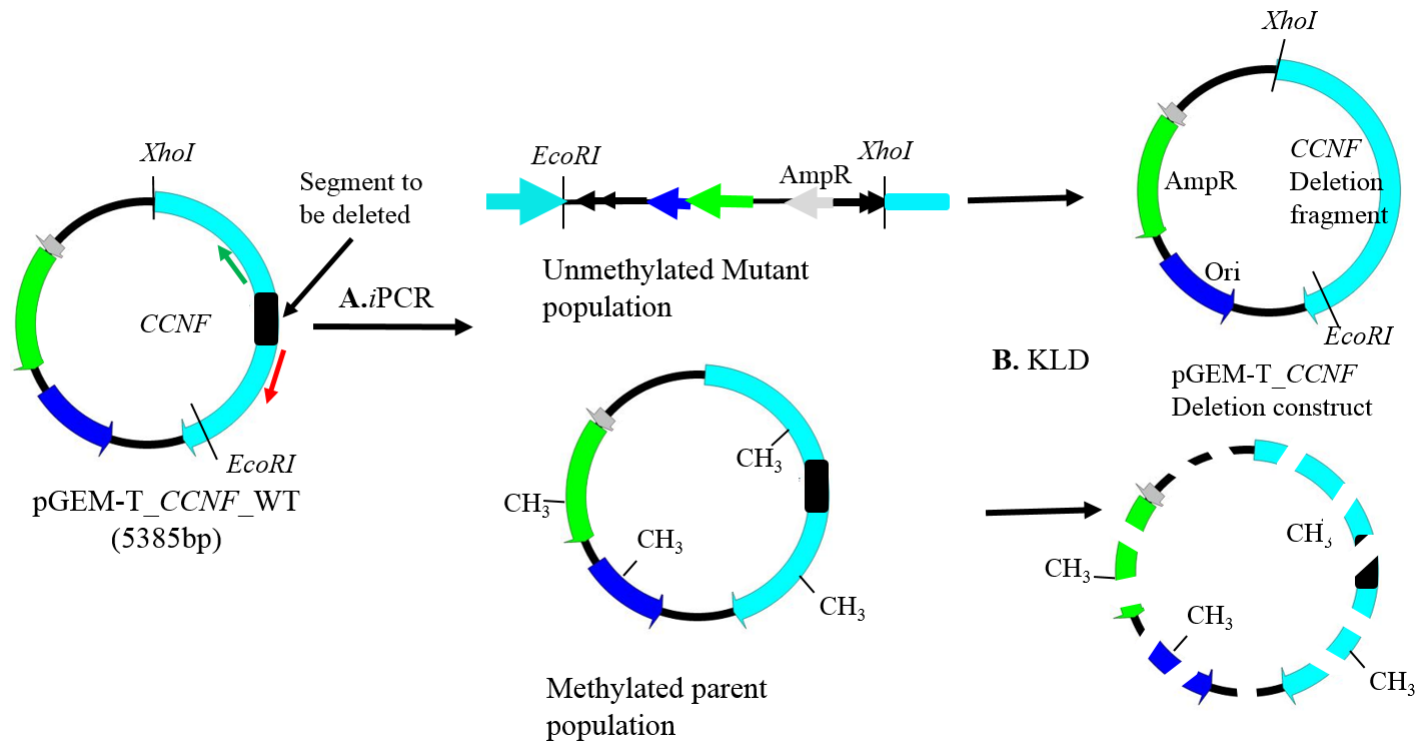 XhoI
Segment to
be deleted
CCNF
EcoRI
pGEM-T_CCNF_WT
(5385bp)
A.iPCR
EcoRI
AmpR
XhoI
Unmethylated Mutant
population
CH3
CH3
CH3
CH3
Methylated parent
population
B. KLD
XhoI
AmpR
CCNF
Deletion
fragment
Ori
EcoRI
pGEM-T_CCNF
Deletion construct
CH3
CH3
CH3
CH3